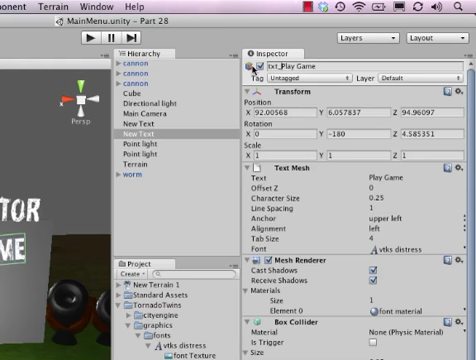 ponent Terrain Window Help
MainMenu.unity - Part 28
Layers
Layout
Persp
TOR
ME
Hierarchy
cannon
cannon
cannon
Cube
Directional light
Main Camera
New Text
New Text
Point light
Point light
Terrain
worm
Project
Create
New Terrain 1
Standard Assets
TornadoTwins
cityengine
graphics
fonts
vtks distress
font Texture
Inspector
txt_Play Game
Tag Untagged Layer Default
Transform
Position
X 92.00568 Y 6.057837 Z 94.96097
Rotation
X 0 Y -180 Z 4.585351
Scale
X 1 Y 1 Z 1
Text Mesh
Text Play Game
Offset Z 0
Character Size 0.25
Line Spacing 1
Anchor upper left
Alignment left
Tab Size 4
Font vtks distress
Mesh Renderer
Cast Shadows
Receive Shadows
Materials
Size 1
Element 0 font material
Box Collider
Material None (Physic Material)
Is Trigger
Size